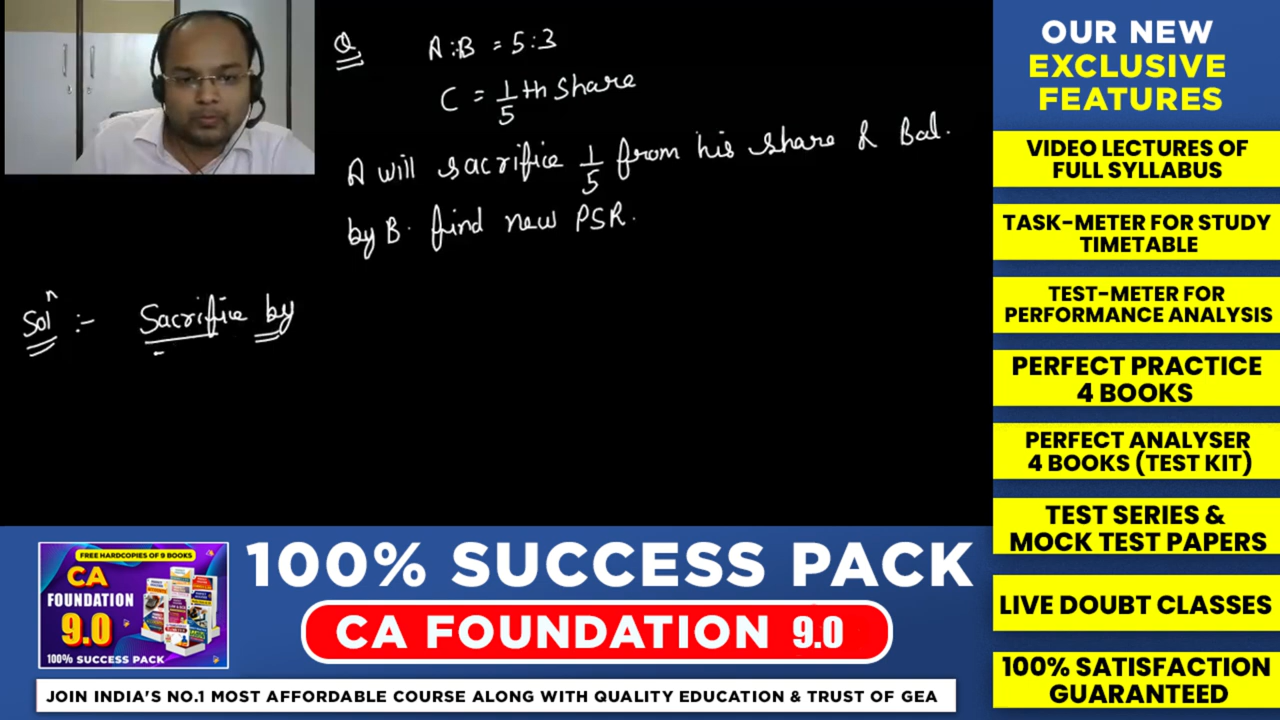 Q A:B = 5:3
C = 1/5 th share
A will sacrifice 1/5 from his share & Bal.
by B. find new PSR.
Solⁿ :- Sacrifice by
OUR NEW
EXCLUSIVE
FEATURES
VIDEO LECTURES OF
FULL SYLLABUS
TASK-METER FOR STUDY
TIMETABLE
TEST-METER FOR
PERFORMANCE ANALYSIS
PERFECT PRACTICE
4 BOOKS
PERFECT ANALYSER
4 BOOKS (TEST KIT)
TEST SERIES &
MOCK TEST PAPERS
LIVE DOUBT CLASSES
100% SATISFACTION
GUARANTEED
FREE HARDCOPIES OF 9 BOOKS
CA
FOUNDATION
9.0
100% SUCCESS PACK
100% SUCCESS PACK
CA FOUNDATION 9.0
JOIN INDIA'S NO.1 MOST AFFORDABLE COURSE ALONG WITH QUALITY EDUCATION & TRUST OF GEA